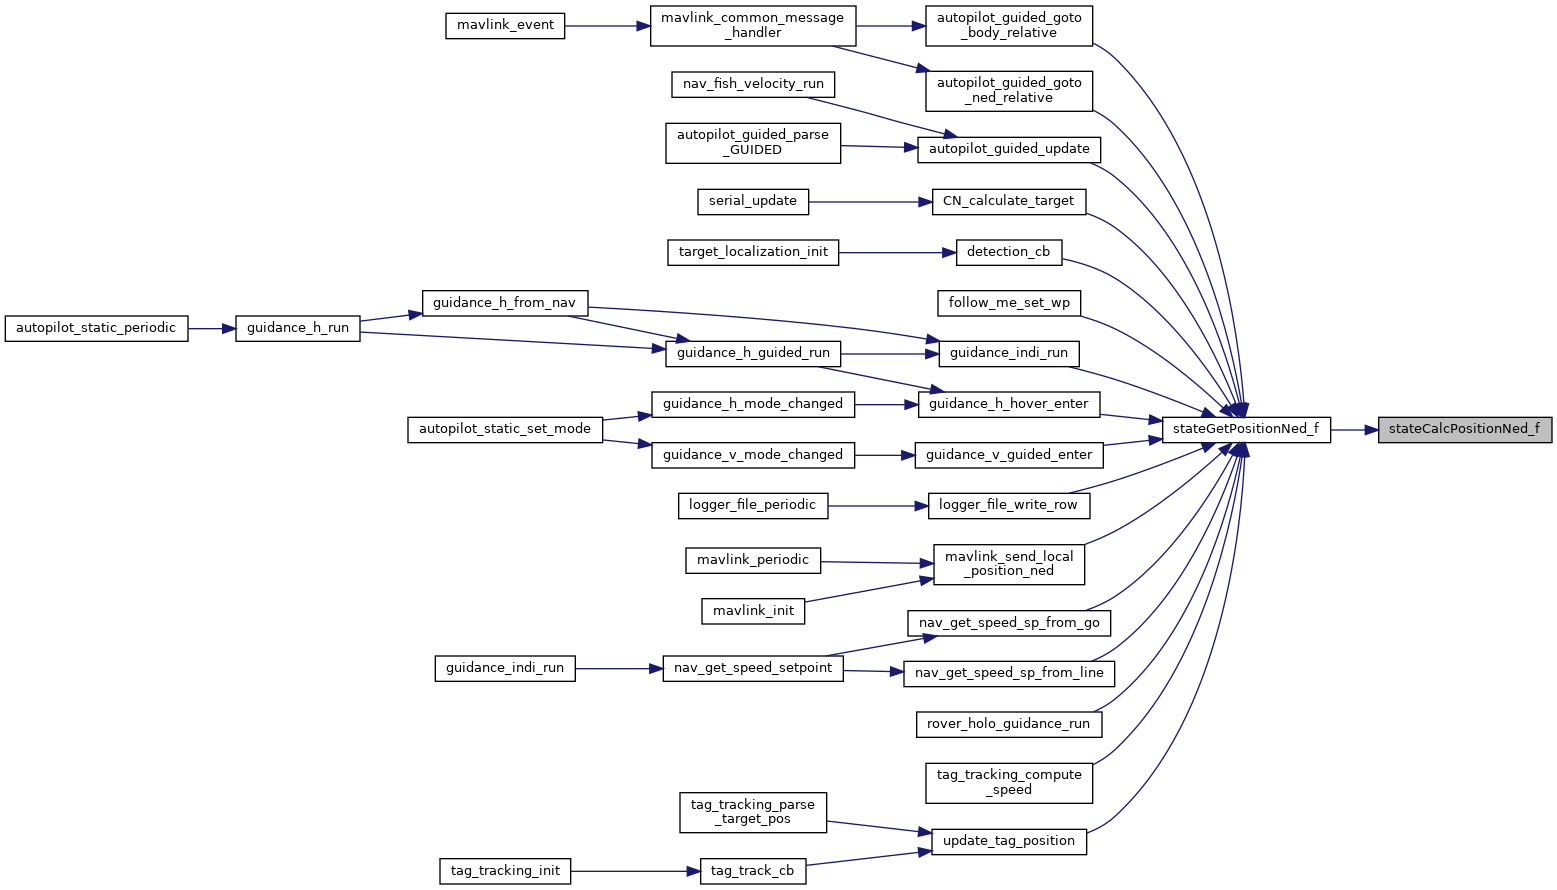 mavlink_event
mavlink_common_message
_handler
autopilot_guided_goto
_body_relative
autopilot_guided_goto
_ned_relative
nav_fish_velocity_run
autopilot_guided_parse
_GUIDED
autopilot_guided_update
serial_update
CN_calculate_target
target_localization_init
detection_cb
follow_me_set_wp
guidance_h_from_nav
autopilot_static_periodic
guidance_h_run
guidance_h_guided_run
guidance_indi_run
guidance_h_mode_changed
guidance_h_hover_enter
autopilot_static_set_mode
stateGetPositionNed_f
stateCalcPositionNed_f
guidance_v_mode_changed
guidance_v_guided_enter
logger_file_periodic
logger_file_write_row
mavlink_periodic
mavlink_send_local
_position_ned
mavlink_init
nav_get_speed_sp_from_go
guidance_indi_run
nav_get_speed_setpoint
nav_get_speed_sp_from_line
rover_holo_guidance_run
tag_tracking_compute
_speed
tag_tracking_parse
_target_pos
update_tag_position
tag_tracking_init
tag_track_cb